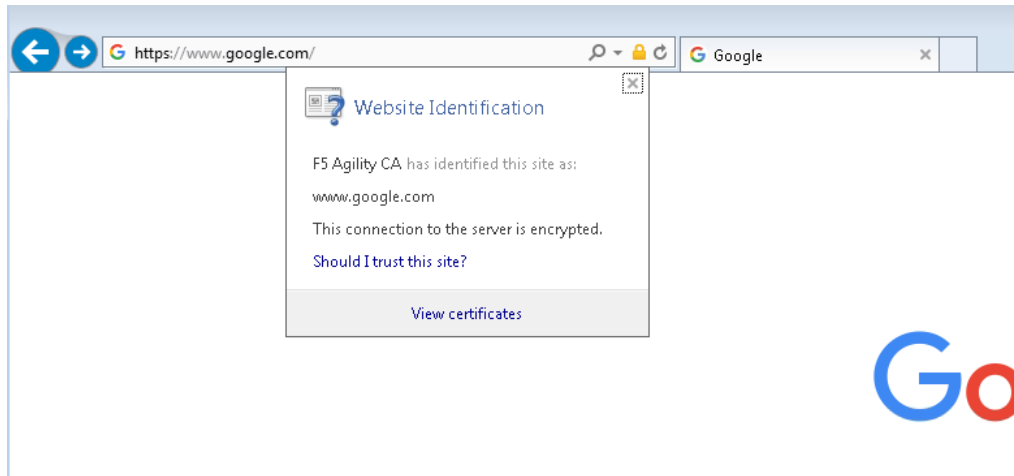 https://www.google.com/
Google
Website Identification
F5 Agility CA has identified this site as:
www.google.com
This connection to the server is encrypted.
Should I trust this site?
View certificates
Go